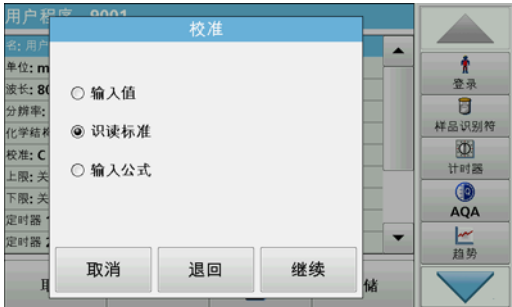 用户程序 9001
校准
名: 用户
单位: m
波长: 80
分辨率:
化学结构
校准: C
上限: 关
下限: 关
定时器
定时器
输入值
识读标准
输入公式
取消
退回
继续
储
登录
样品识别符
计时器
AQA
趋势